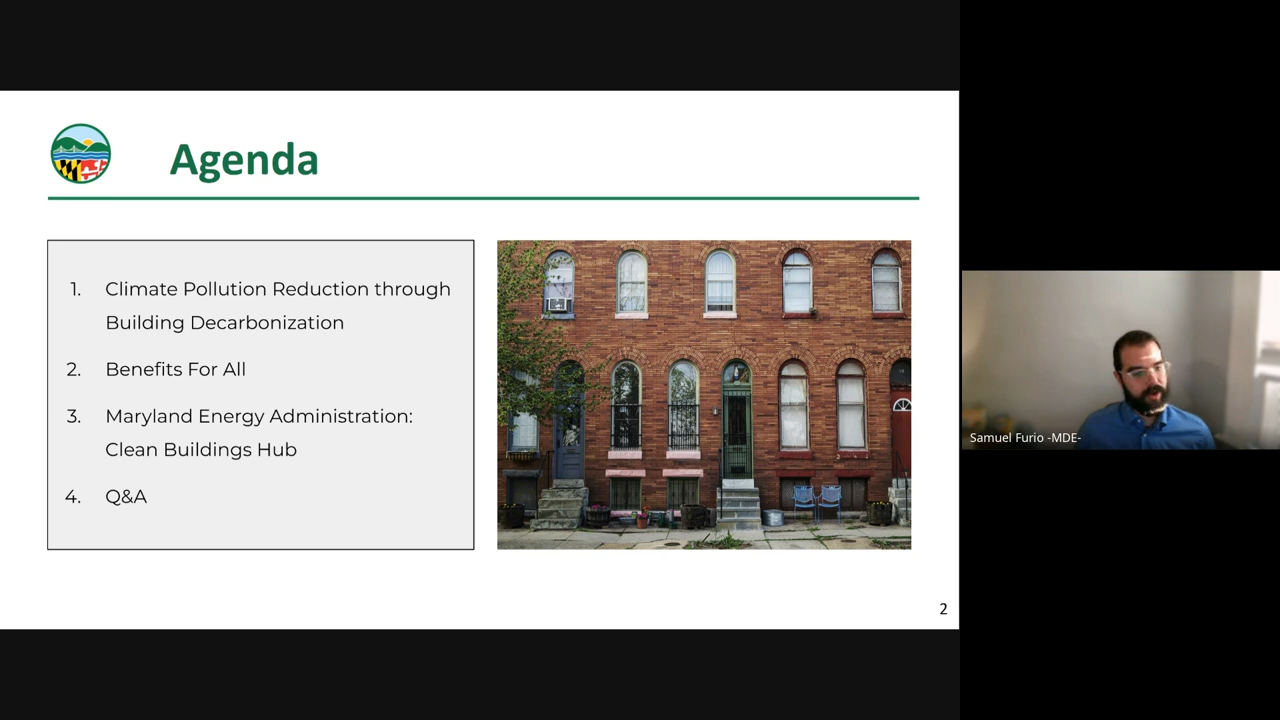 Agenda
1. Climate Pollution Reduction through
Building Decarbonization
2. Benefits For All
3. Maryland Energy Administration:
Clean Buildings Hub
4. Q&A
2
Samuel Furio -MDE-